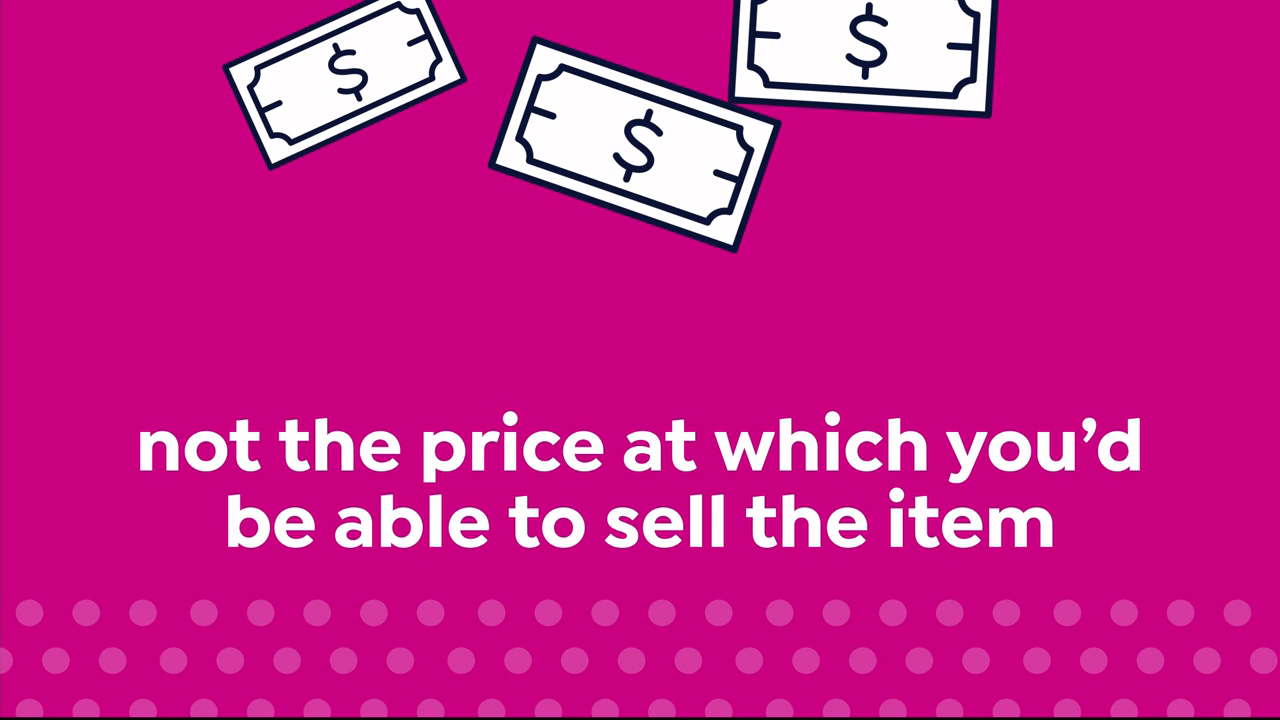 $
$
$
not the price at which you’d
be able to sell the item